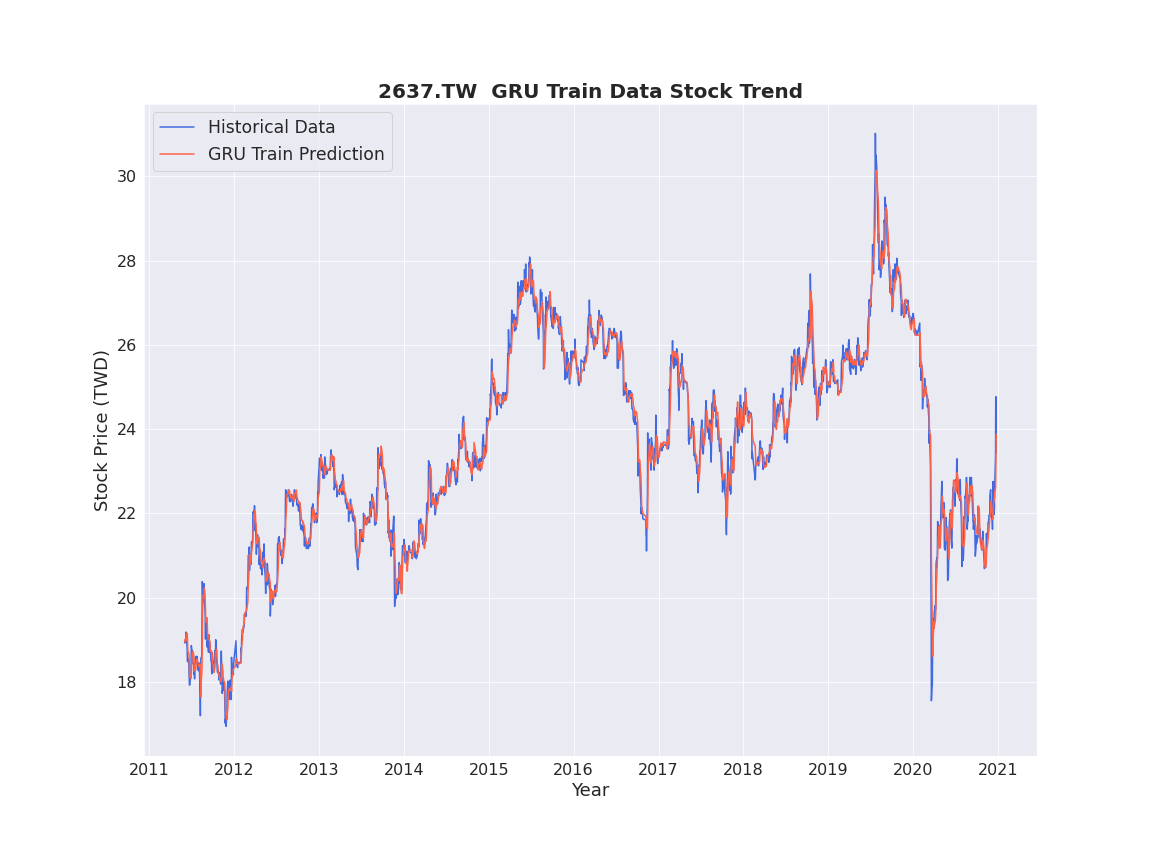 2637.TW  GRU Train Data Stock Trend
Historical Data
GRU Train Prediction
Stock Price (TWD)
30
28
26
24
22
20
18
2011 2012 2013 2014 2015 2016 2017 2018 2019 2020 2021
Year